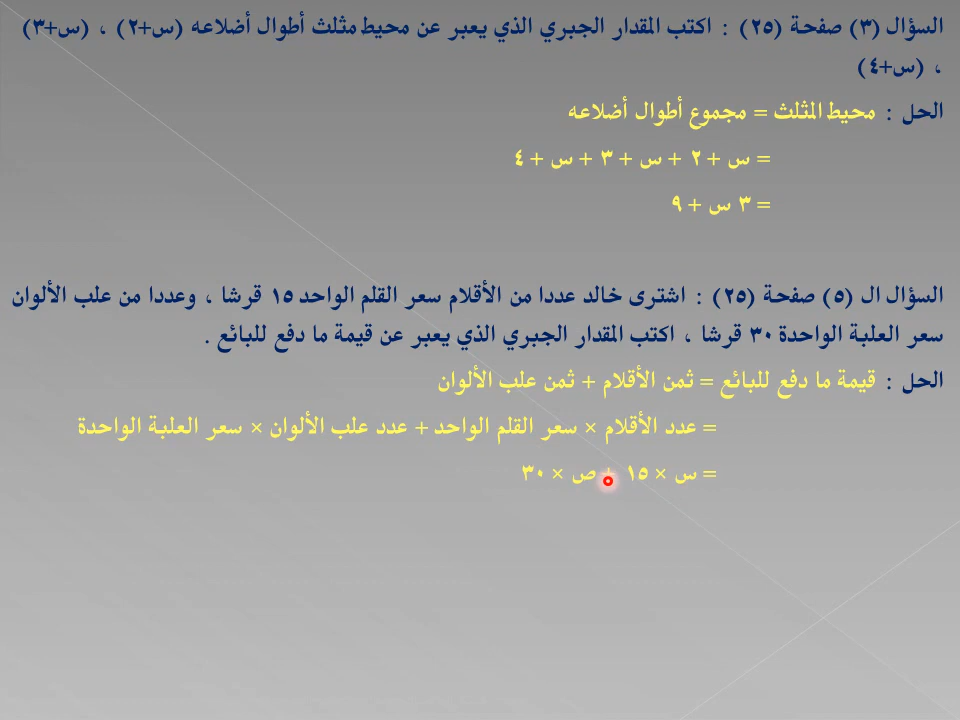 السؤال (٣) صفحة (٢٥) : اكتب المقدار الجبري الذي يعبر عن محيط مثلث أطوال أضلاعه (س+٢) ، (س+٣)
، (س+٤)
الحل : محيط المثلث = مجموع أطوال أضلاعه
= س + ٢ + س + ٣ + س + ٤
= ٣ س + ٩
السؤال ال (٥) صفحة (٢٥) : اشترى خالد عددا من الأقلام سعر القلم الواحد ١٥ قرشا ، وعددا من علب الألوان
سعر العلبة الواحدة ٣٠ قرشا ، اكتب المقدار الجبري الذي يعبر عن قيمة ما دفع للبائع .
الحل : قيمة ما دفع للبائع = ثمن الأقلام + ثمن علب الألوان
= عدد الأقلام × سعر القلم الواحد + عدد علب الألوان × سعر العلبة الواحدة
= س × ١٥ + ص × ٣٠